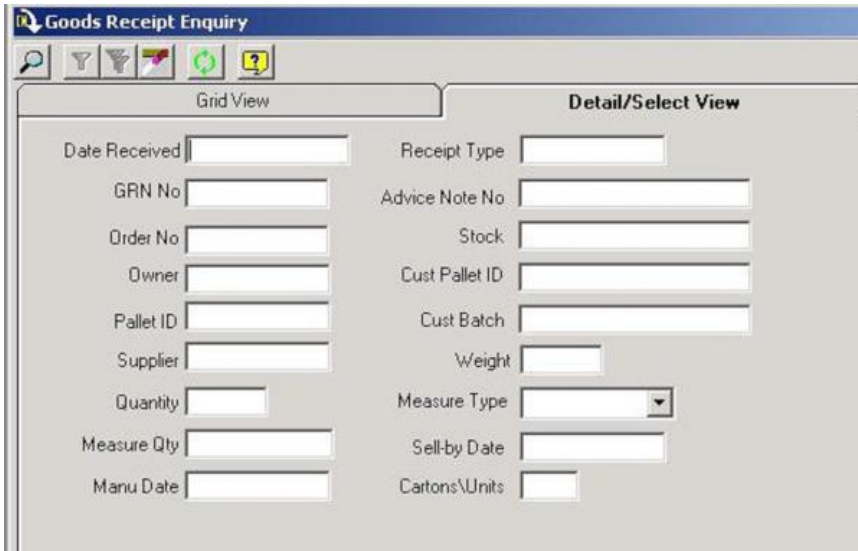 Goods Receipt Enquiry
Grid View
Detail/Select View
Date Received
Receipt Type
GRN No
Advice Note No
Order No
Stock
Owner
Cust Pallet ID
Pallet ID
Cust Batch
Supplier
Weight
Quantity
Measure Type
Measure Qty
Sell-by Date
Manu Date
Cartons\Units